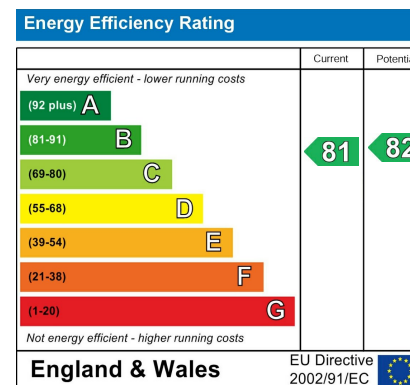 Energy Efficiency Rating
Current Potentia
Very energy efficient - lower running costs
(92 plus) A
(81-91) B
81 82
(69-80) C
(55-68) D
(39-54) E
(21-38) F
(1-20) G
Not energy efficient - higher running costs
England & Wales
EU Directive
2002/91/EC